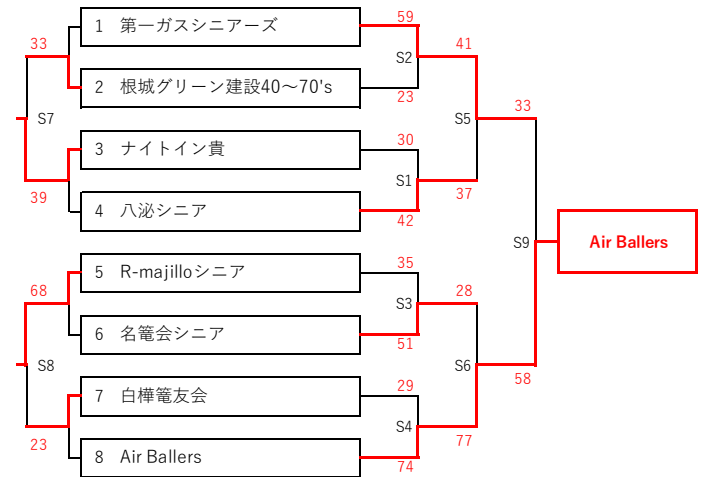 59
1 第一ガスシニアーズ
33
41
S2
2 根城グリーン建設40～70's
23
33
S7
S5
3 ナイトイン貴
30
S1
39
37
4 八泌シニア
42
S9
Air Ballers
5 R-majilloシニア
35
68
28
S3
6 名篭会シニア
51
S8
S6
58
7 白樺篭友会
29
S4
23
77
8 Air Ballers
74